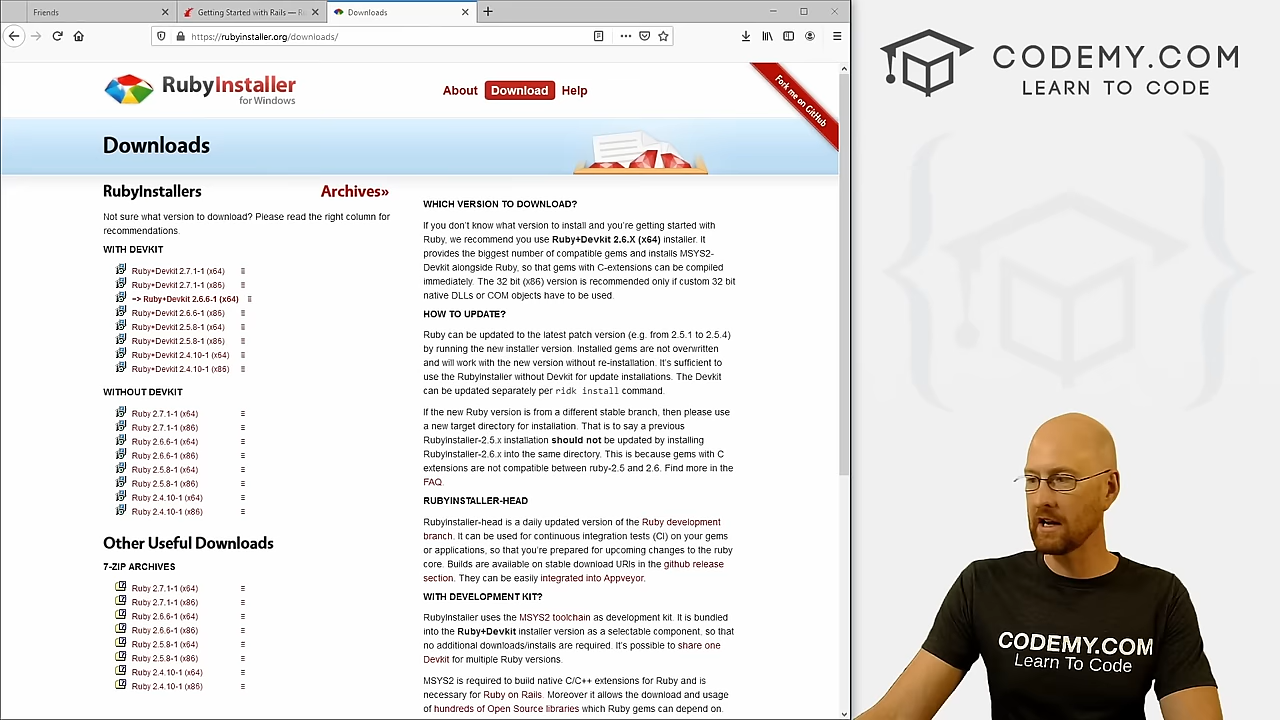 Friends
Getting Started with Rails — R
Downloads
https://rubyinstaller.org/downloads/
RubyInstaller
for Windows
About
Download
Help
Fork me on GitHub
Downloads
RubyInstallers
Archives»
Not sure what version to download? Please read the right column for
recommendations.
WITH DEVKIT
Ruby+Devkit 2.7.1-1 (x64)
Ruby+Devkit 2.7.1-1 (x86)
=> Ruby+Devkit 2.6.6-1 (x64)
Ruby+Devkit 2.6.6-1 (x86)
Ruby+Devkit 2.5.8-1 (x64)
Ruby+Devkit 2.5.8-1 (x86)
Ruby+Devkit 2.4.10-1 (x64)
Ruby+Devkit 2.4.10-1 (x86)
WITHOUT DEVKIT
Ruby 2.7.1-1 (x64)
Ruby 2.7.1-1 (x86)
Ruby 2.6.6-1 (x64)
Ruby 2.6.6-1 (x86)
Ruby 2.5.8-1 (x64)
Ruby 2.5.8-1 (x86)
Ruby 2.4.10-1 (x64)
Ruby 2.4.10-1 (x86)
Other Useful Downloads
7-ZIP ARCHIVES
Ruby 2.7.1-1 (x64)
Ruby 2.7.1-1 (x86)
Ruby 2.6.6-1 (x64)
Ruby 2.6.6-1 (x86)
Ruby 2.5.8-1 (x64)
Ruby 2.5.8-1 (x86)
Ruby 2.4.10-1 (x64)
Ruby 2.4.10-1 (x86)
WHICH VERSION TO DOWNLOAD?
If you don't know what version to install and you're getting started with
Ruby, we recommend you use Ruby+Devkit 2.6.X (x64) installer. It
provides the biggest number of compatible gems and installs MSYS2-
Devkit alongside Ruby, so that gems with C-extensions can be compiled
immediately. The 32 bit (x86) version is recommended only if custom 32 bit
native DLLs or COM objects have to be used.
HOW TO UPDATE?
Ruby can be updated to the latest patch version (e.g. from 2.5.1 to 2.5.4)
by running the new installer version. Installed gems are not overwritten
and will work with the new version without re-installation. It's sufficient to
use the RubyInstaller without Devkit for update installations. The Devkit
can be updated separately per ridk install command.
If the new Ruby version is from a different stable branch, then please use
a new target directory for installation. That is to say a previous
RubyInstaller-2.5.x installation should not be updated by installing
RubyInstaller-2.6.x into the same directory. This is because gems with C
extensions are not compatible between ruby-2.5 and 2.6. Find more in the
FAQ.
RUBYINSTALLER-HEAD
RubyInstaller-head is a daily updated version of the Ruby development
branch. It can be used for continuous integration tests (CI) on your gems
or applications, so that you're prepared for upcoming changes to the ruby
core. Builds are available on stable download URIs in the github release
section. They can be easily integrated into Appveyor.
WITH DEVELOPMENT KIT?
RubyInstaller uses the MSYS2 toolchain as development kit. It is bundled
into the Ruby+Devkit installer version as a selectable component, so that
no additional downloads/installs are required. It's possible to share one
Devkit for multiple Ruby versions.
MSYS2 is required to build native C/C++ extensions for Ruby and is
necessary for Ruby on Rails. Moreover it allows the download and usage
of hundreds of Open Source libraries which Ruby gems can depend on.
CODEMY.COM
LEARN TO CODE
CODEMY.COM
Learn To Code